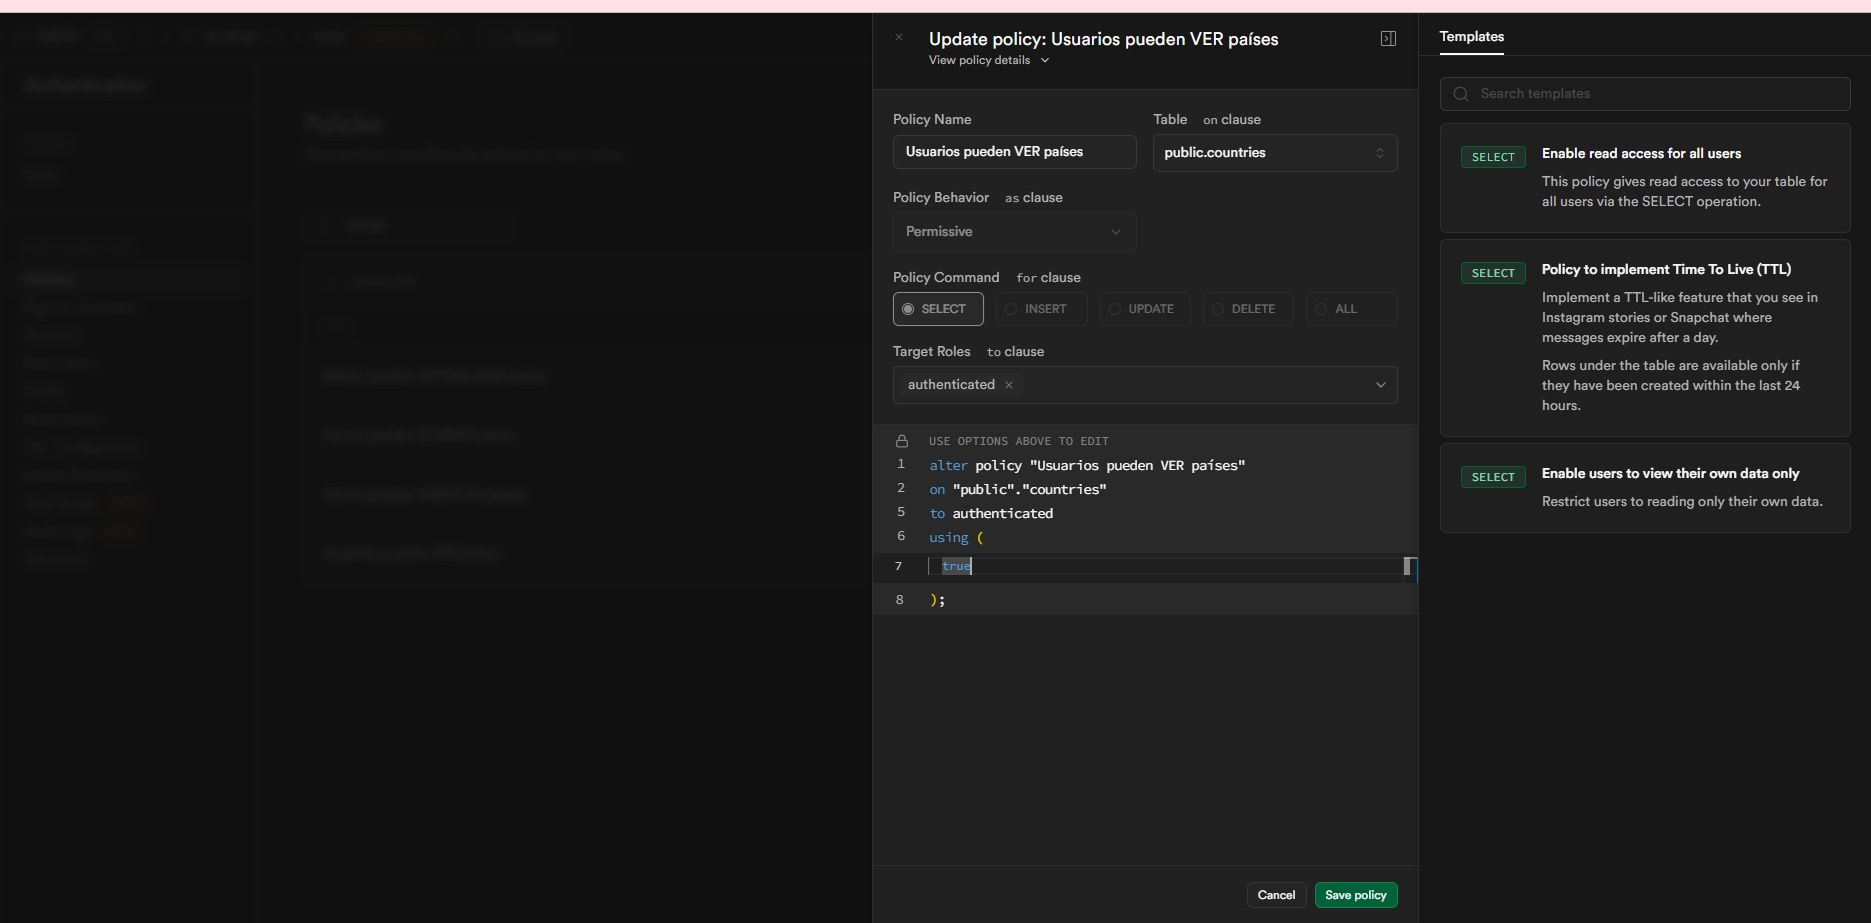 Update policy: Usuarios pueden VER países
View policy details
Policy Name
Usuarios pueden VER países
Table on clause
public.countries
Policy Behavior as clause
Permissive
Policy Command for clause
SELECT INSERT UPDATE DELETE ALL
Target Roles to clause
authenticated ×
USE OPTIONS ABOVE TO EDIT
1 alter policy "Usuarios pueden VER países"
2 on "public"."countries"
5 to authenticated
6 using (
7 true
8 );
Cancel Save policy
Templates
Search templates
SELECT Enable read access for all users
This policy gives read access to your table for
all users via the SELECT operation.
SELECT Policy to implement Time To Live (TTL)
Implement a TTL-like feature that you see in
Instagram stories or Snapchat where
messages expire after a day.
Rows under the table are available only if
they have been created within the last 24
hours.
SELECT Enable users to view their own data only
Restrict users to reading only their own data.